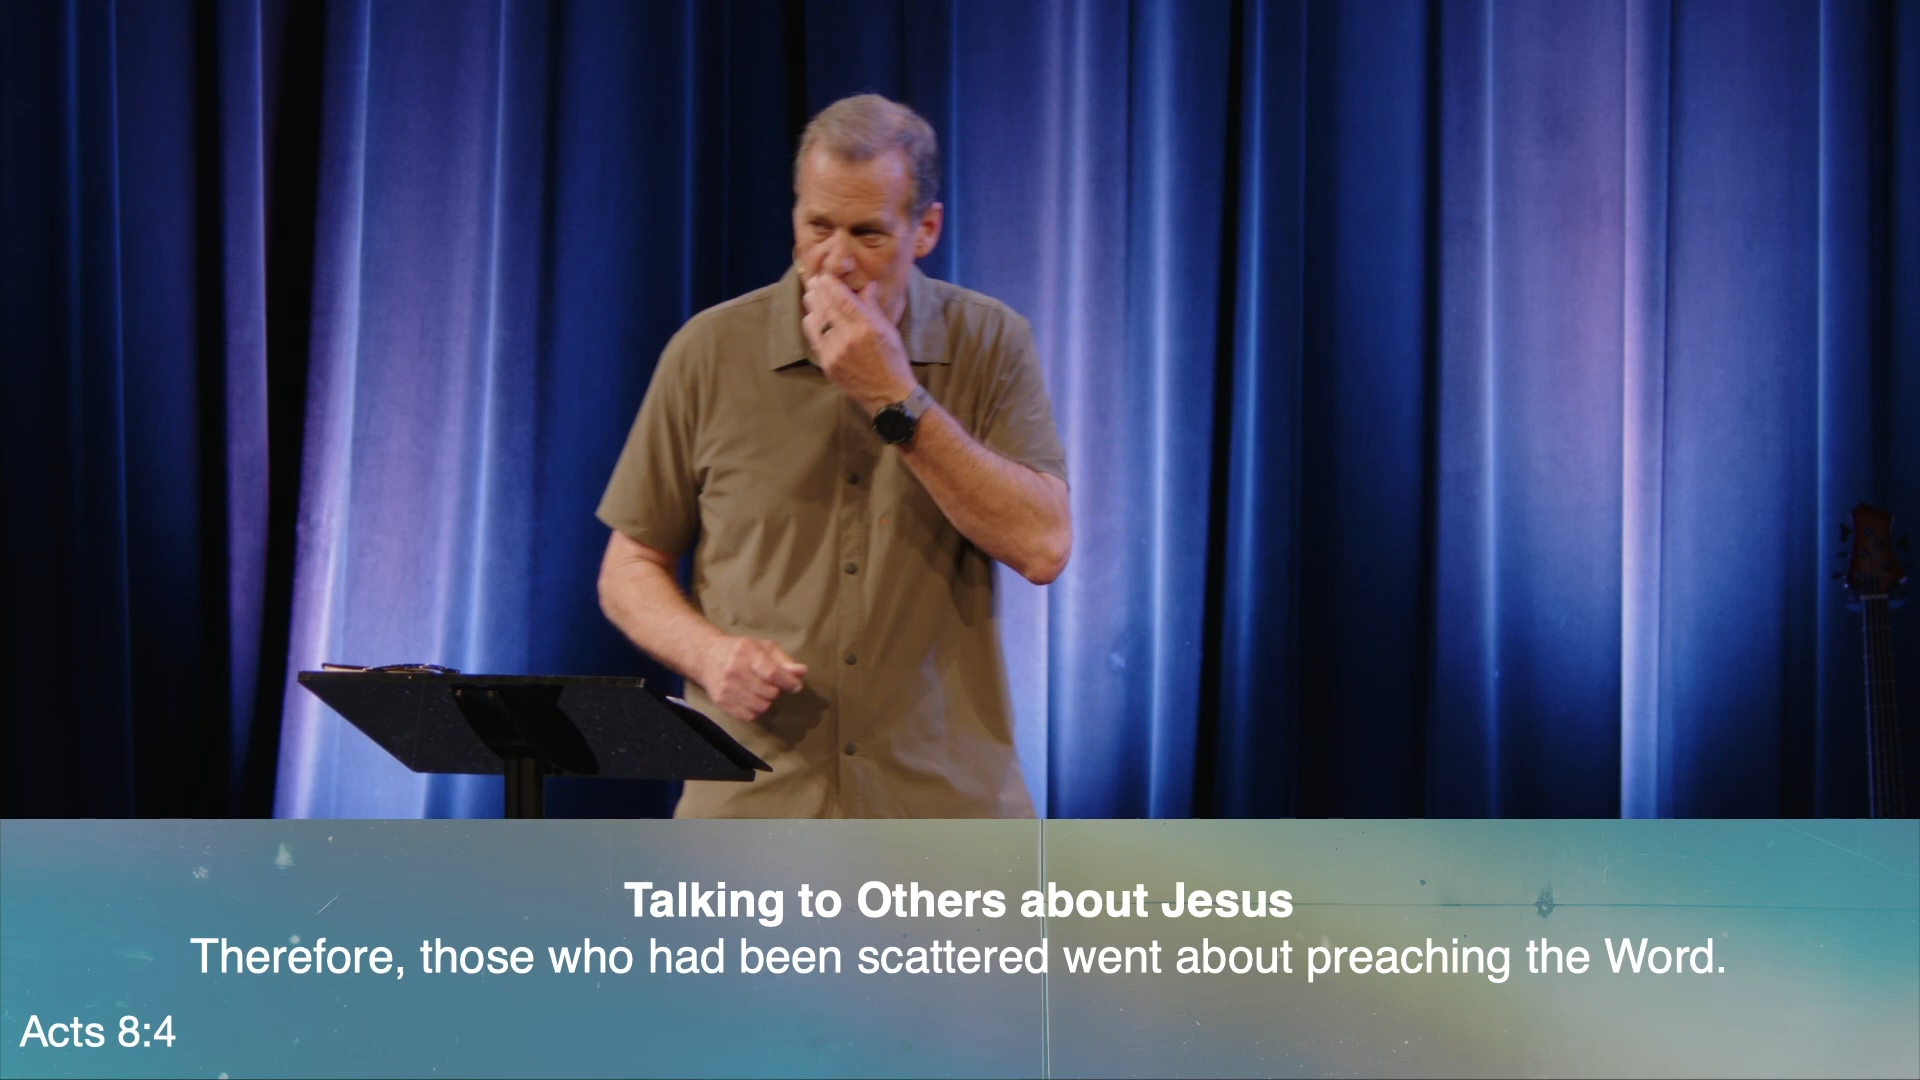 Talking to Others about Jesus
Therefore, those who had been scattered went about preaching the Word.
Acts 8:4